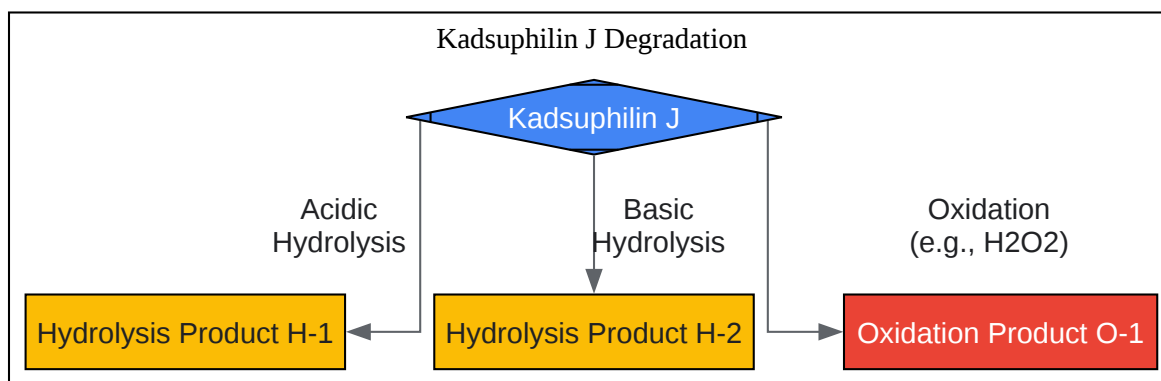 Kadsuphilin J Degradation
Kadsuphilin J
Acidic
Hydrolysis
Basic
Hydrolysis
Oxidation
(e.g., H2O2)
Hydrolysis Product H-1
Hydrolysis Product H-2
Oxidation Product O-1